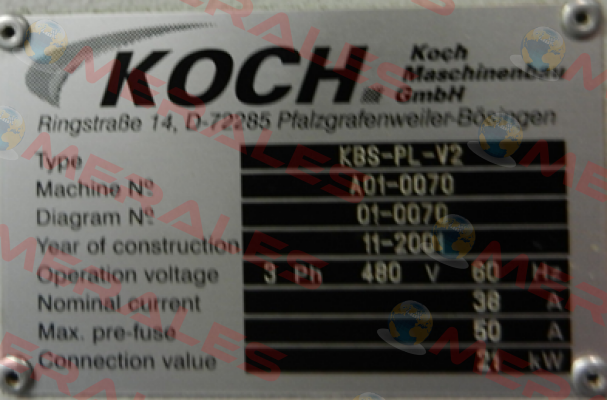 KOCH
Koch
Maschinenbau
GmbH
Ringstraße 14, D-72285 Pfalzgrafenweiler-Bösingen
Type KBS-PL-V2
Machine Nº A01-0070
Diagram Nº 01-0070
Year of construction 11-2001
Operation voltage 3 Ph 480 V 60 Hz
Nominal current 36 A
Max. pre-fuse 50 A
Connection value 21 kW